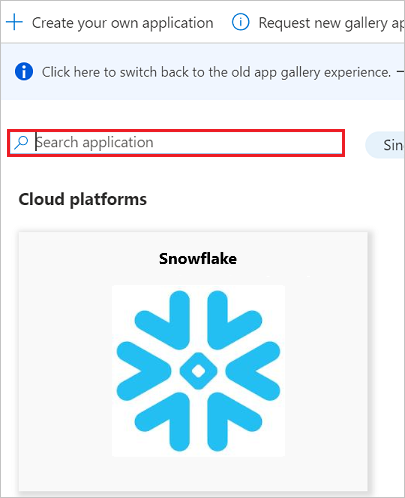 Create your own application
Request new gallery ap
Click here to switch back to the old app gallery experience.
Search application
Sin
Cloud platforms
Snowflake